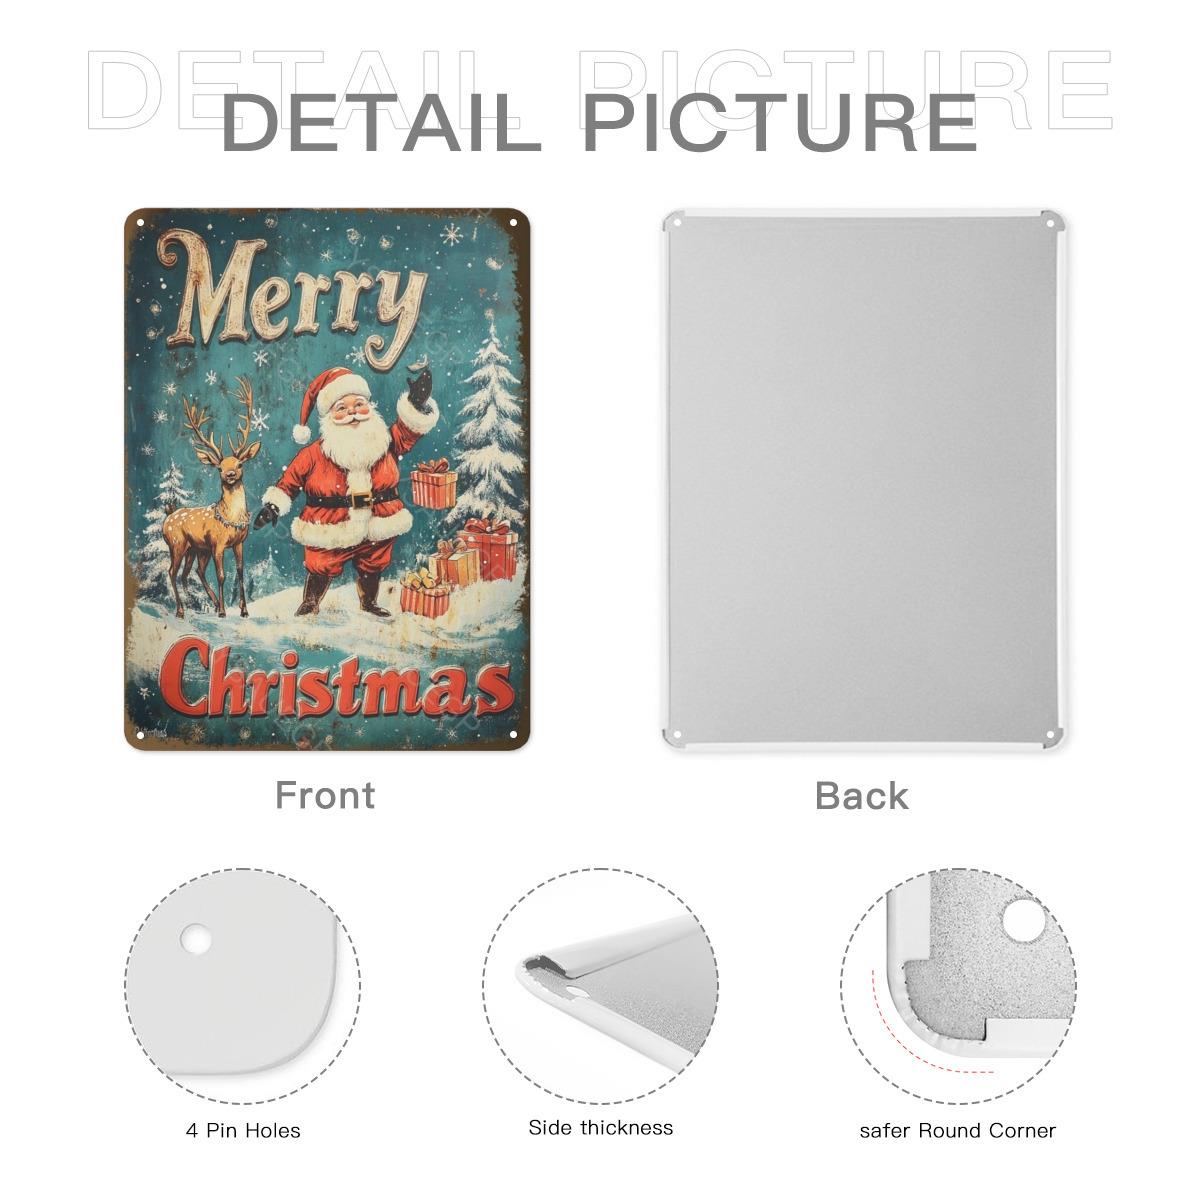 DETAIL PICTURE
DETAIL PICTURE
Merry
Christmas
Front
Back
4 Pin Holes
Side thickness
safer Round Corner